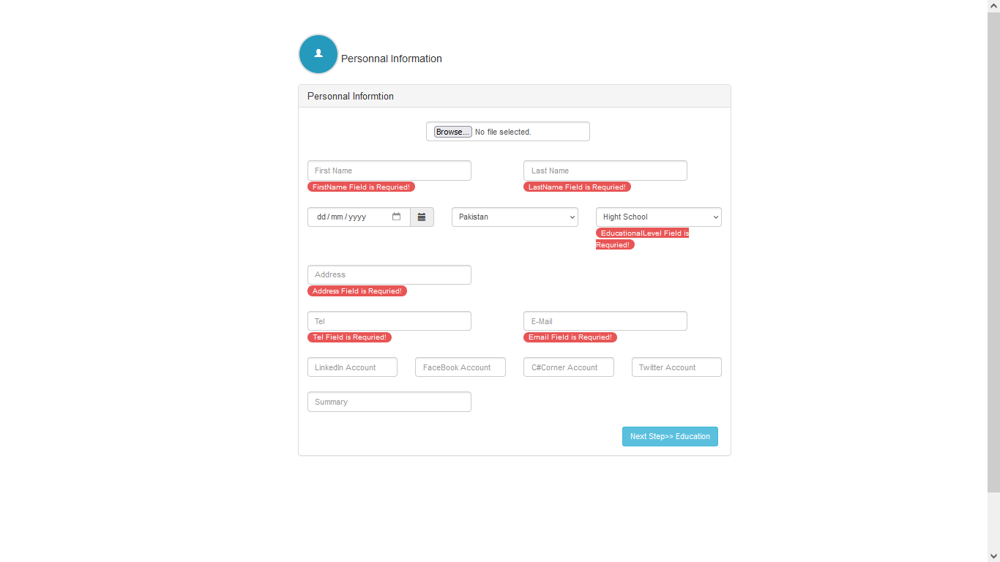 Personnal Information
Personnal Informtion
Browse... No file selected.
First Name
Last Name
FirstName Field is Requried!
LastName Field is Requried!
dd / mm / yyyy
Pakistan
Hight School
EducationalLevel Field is
Requried!
Address
Address Field is Requried!
Tel
E-Mail
Tel Field is Requried!
Email Field is Requried!
LinkedIn Account
FaceBook Account
C#Corner Account
Twitter Account
Summary
Next Step>> Education